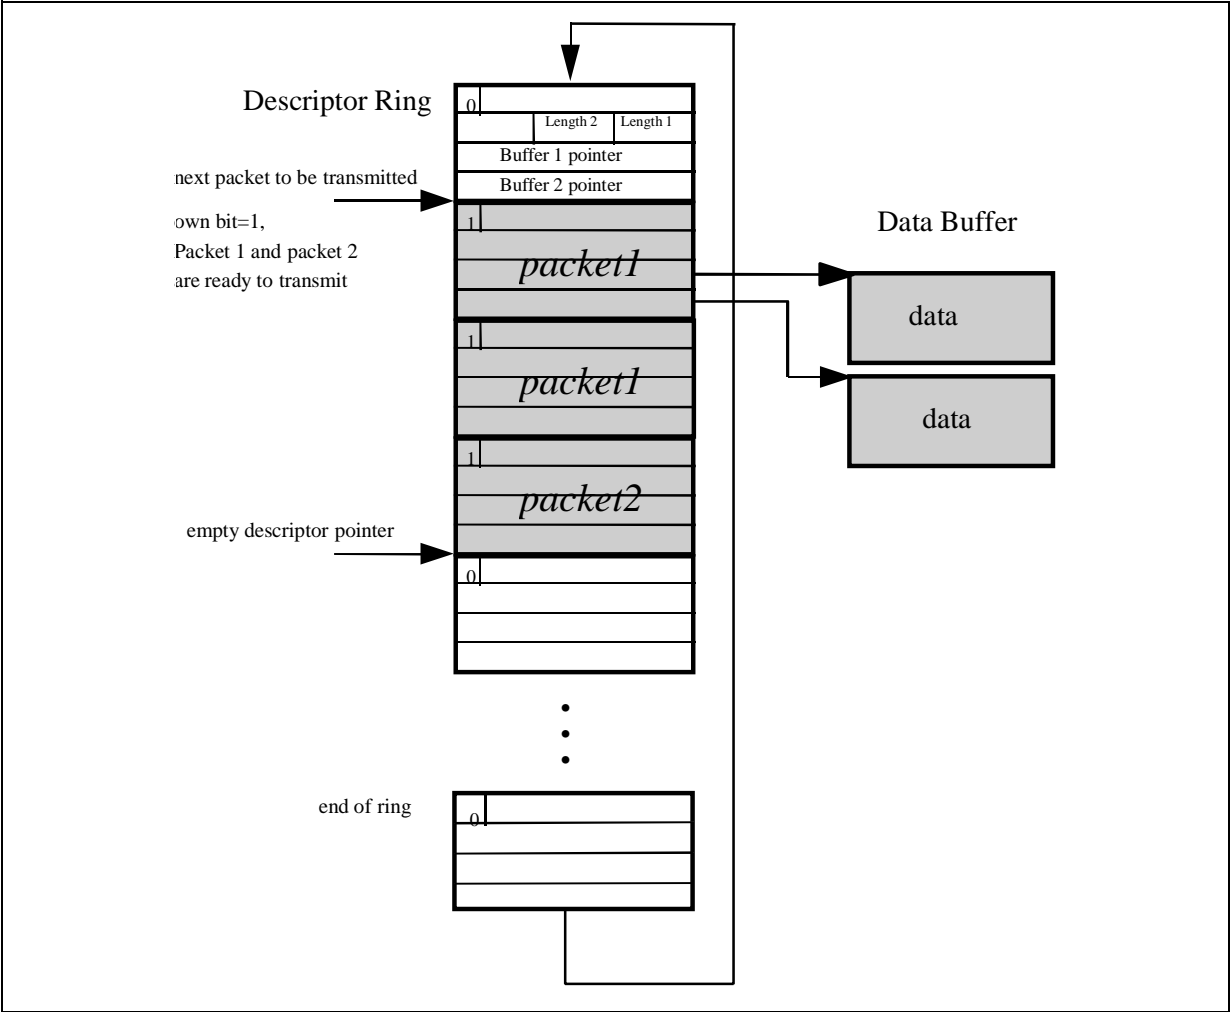 Descriptor Ring
0
Length 2 Length 1
Buffer 1 pointer
Buffer 2 pointer
next packet to be transmitted
own bit=1,
Packet 1 and packet 2
are ready to transmit
1
packet1
Data Buffer
data
data
1
packet1
1
packet2
empty descriptor pointer
0
end of ring
0